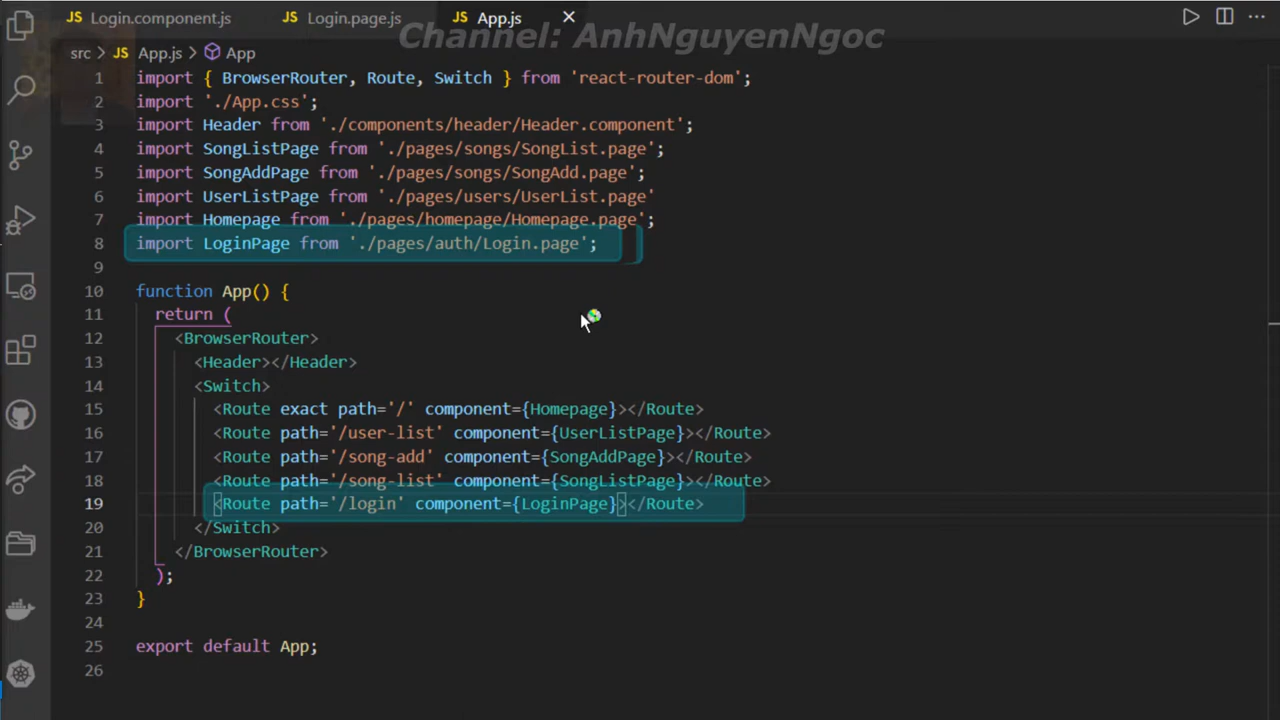 JS Login.component.js JS Login.page.js JS App.js
Channel: AnhNguyenNgoc
src > JS App.js > App
1 import { BrowserRouter, Route, Switch } from 'react-router-dom';
2 import './App.css';
3 import Header from './components/header/Header.component';
4 import SongListPage from './pages/songs/SongList.page';
5 import SongAddPage from './pages/songs/SongAdd.page';
6 import UserListPage from './pages/users/UserList.page'
7 import Homepage from './pages/homepage/Homepage.page';
8 import LoginPage from './pages/auth/Login.page';
9
10 function App() {
11 return (
12 <BrowserRouter>
13 <Header></Header>
14 <Switch>
15 <Route exact path='/' component={Homepage}></Route>
16 <Route path='/user-list' component={UserListPage}></Route>
17 <Route path='/song-add' component={SongAddPage}></Route>
18 <Route path='/song-list' component={SongListPage}></Route>
19 <Route path='/login' component={LoginPage}></Route>
20 </Switch>
21 </BrowserRouter>
22 );
23 }
24
25 export default App;
26